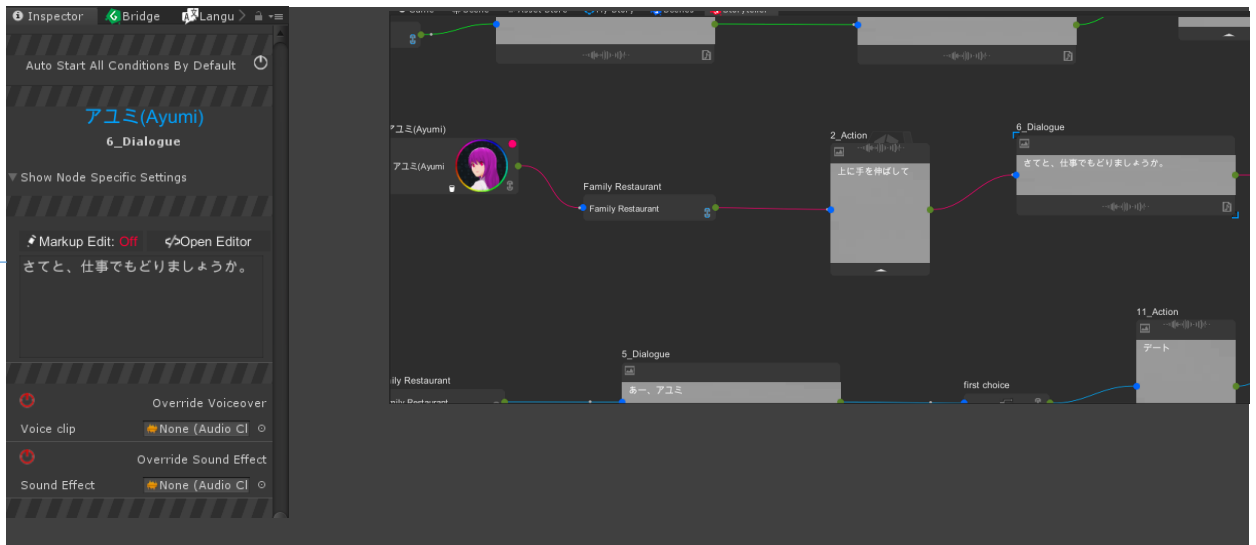 Inspector Bridge Langu
Auto Start All Conditions By Default
アユミ(Ayumi)
6_Dialogue
Show Node Specific Settings
Markup Edit: Off </>Open Editor
さてと、仕事でもどりましょうか。
Override Voiceover
Voice clip None (Audio Cl
Override Sound Effect
Sound Effect None (Audio Cl
アユミ(Ayumi)
アユミ(Ayumi
Family Restaurant
Family Restaurant
2_Action
上に手を伸ばして
6_Dialogue
さてと、仕事でもどりましょうか。
ily Restaurant
mily Restaurant
5_Dialogue
あー、アユミ
first choice
11_Action
デート